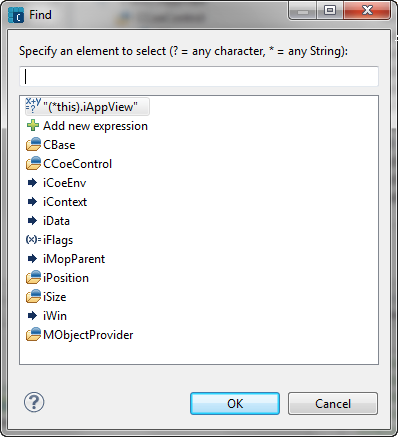 Find
CCoeControl
Specify an element to select (? = any character, * = any String):
x+y
=?
"(*this).iAppView"
Add new expression
CBase
CCoeControl
iCoeEnv
iContext
iData
(x)= iFlags
iMopParent
iPosition
iSize
iWin
MObjectProvider
?
OK
Cancel